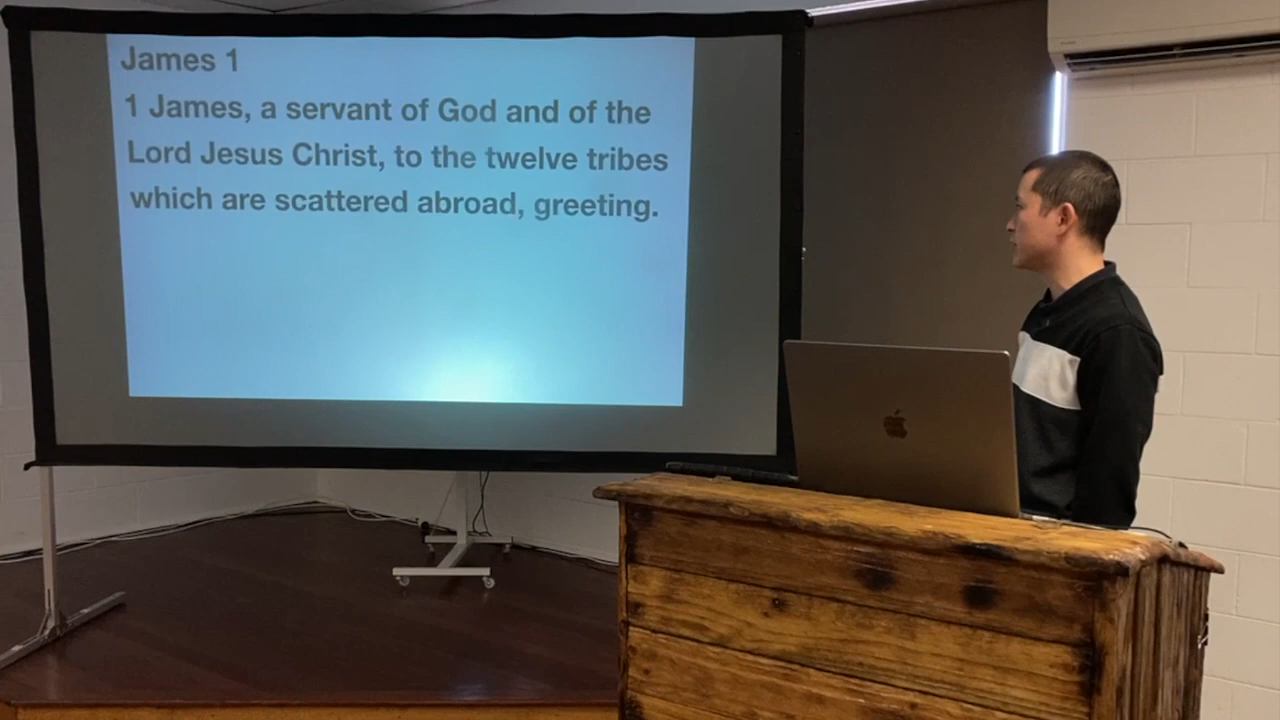 James 1
1 James, a servant of God and of the
Lord Jesus Christ, to the twelve tribes
which are scattered abroad, greeting.